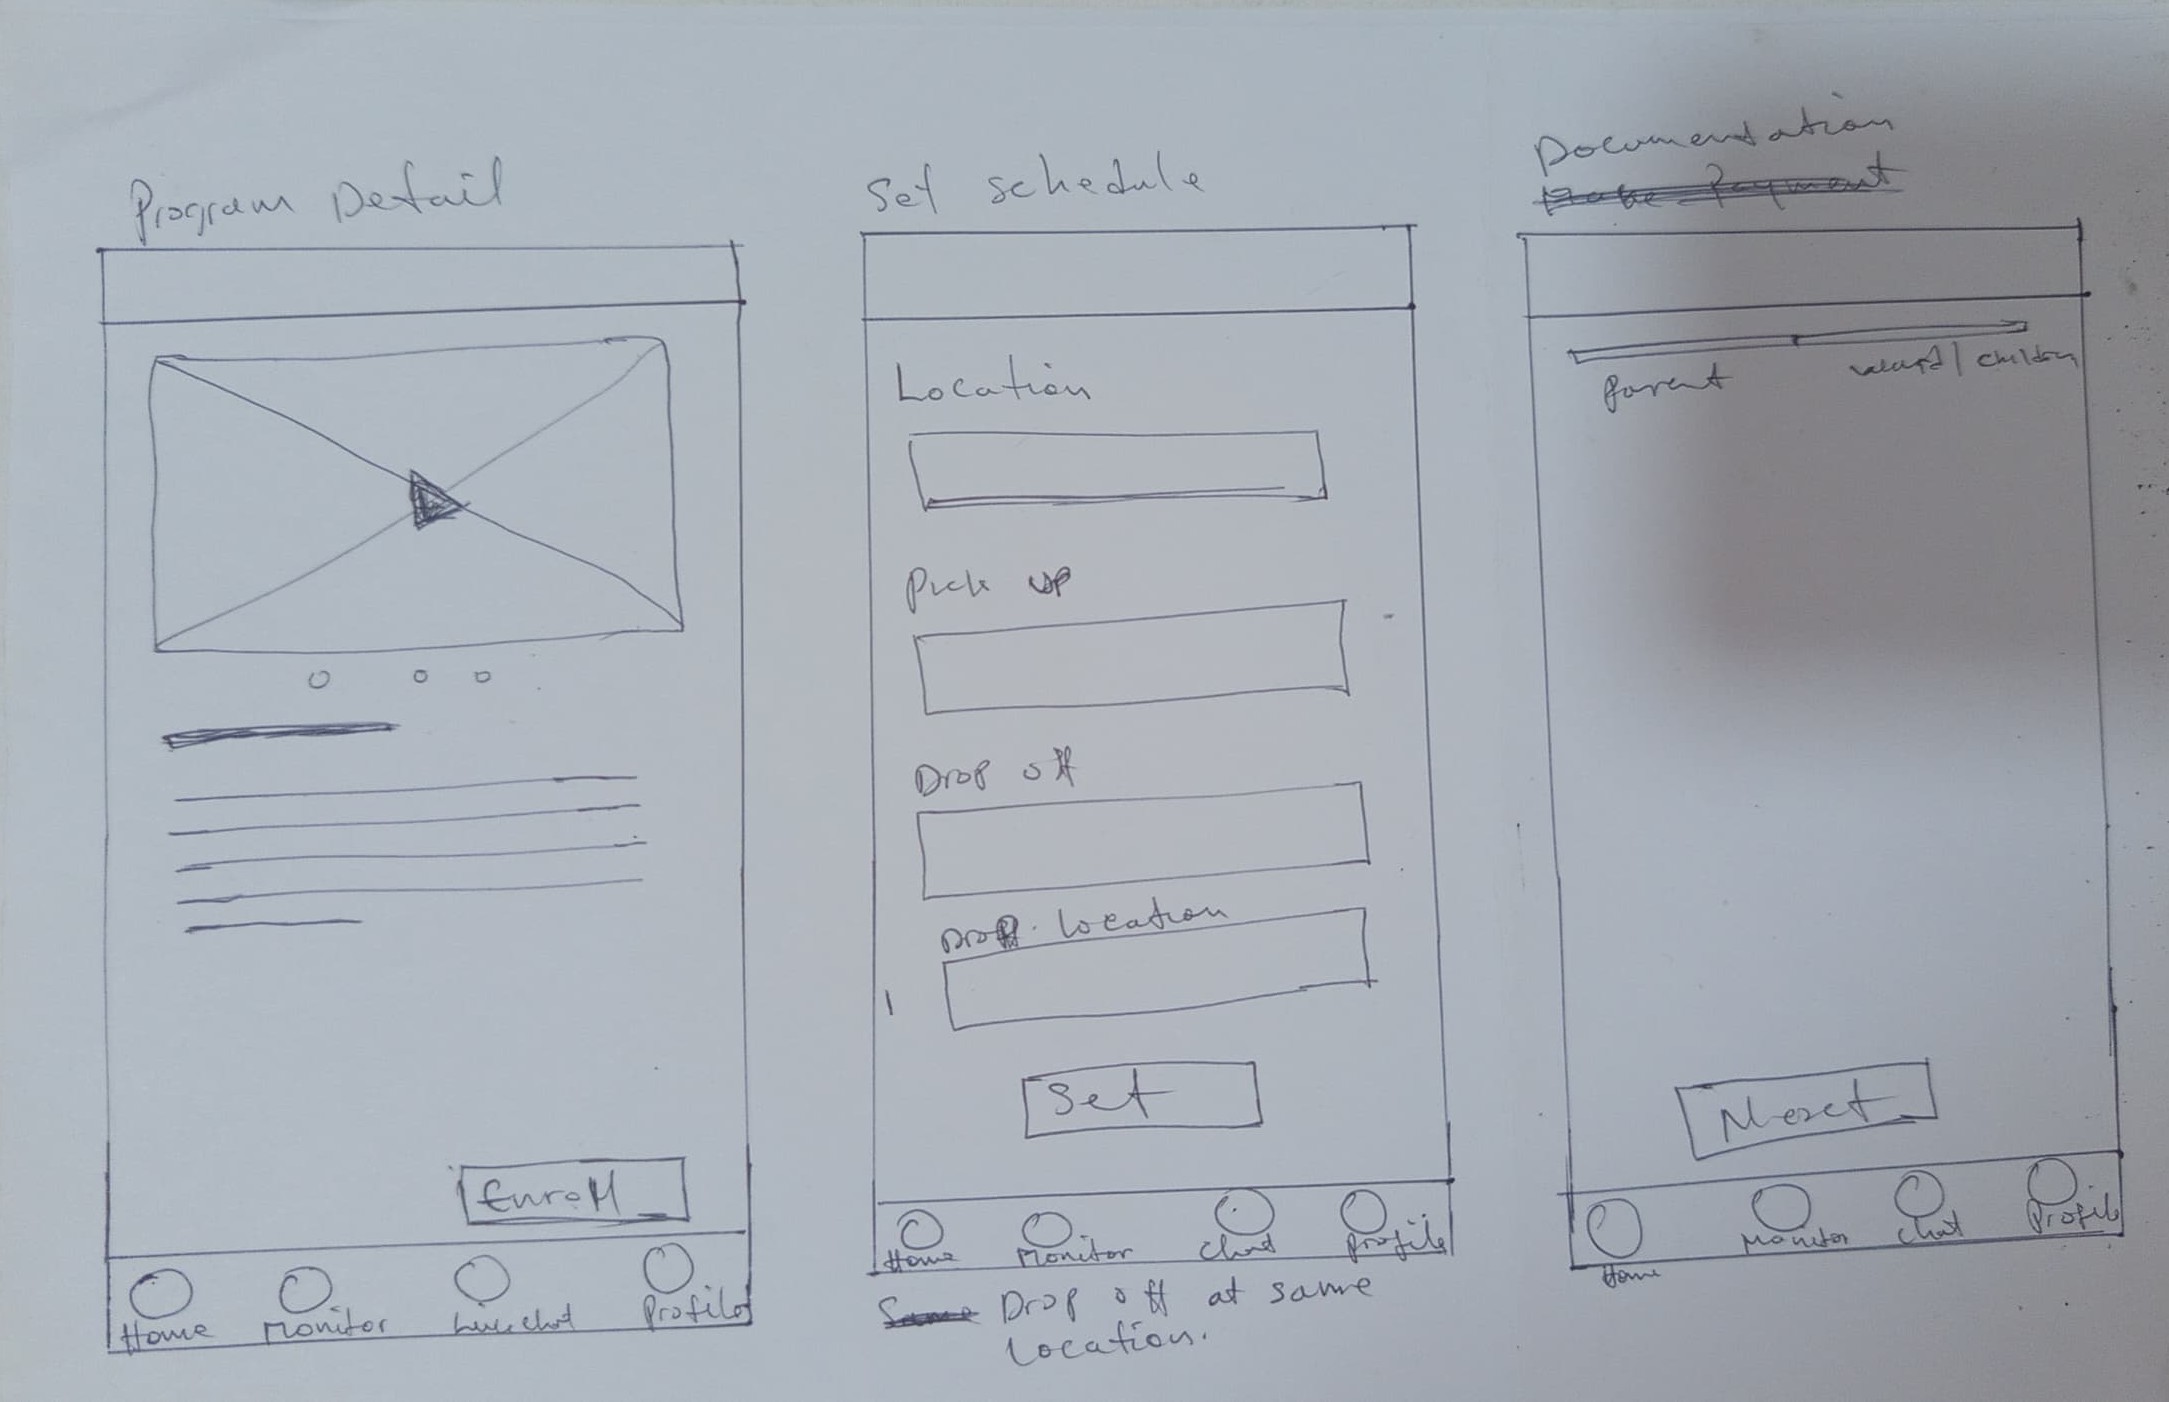 Program Detail
Enroll
Home Monitor Livechat Profile
Set schedule
Location
Pick up
Drop off
Drop. location
Set
Home Monitor Chat Profile
Same Drop off at same
location.
Documentation
Make Payment
Parent ward/children
Next
Home Monitor Chat Profile